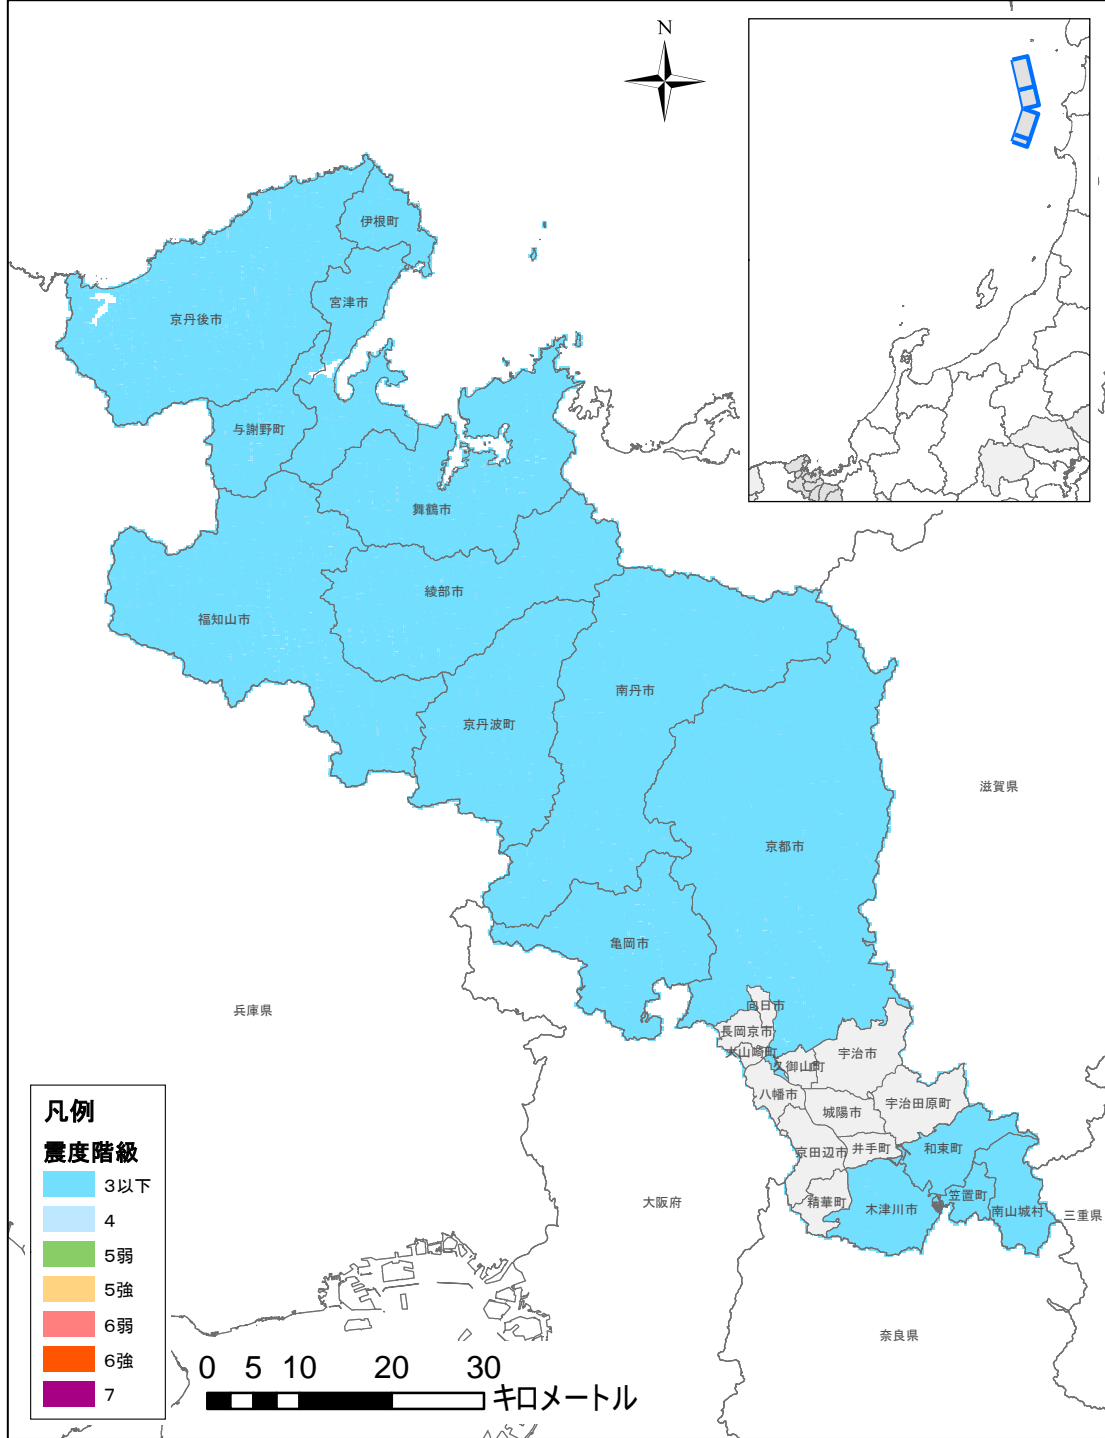 N
伊根町
宮津市
京丹後市
与謝野町
舞鶴市
綾部市
福知山市
南丹市
京丹波町
滋賀県
京都市
亀岡市
兵庫県
向日市
長岡京市
大山崎町
宇治市
久御山町
八幡市
宇治田原町
城陽市
京田辺市
井手町
和束町
精華町
笠置町
木津川市
南山城村
大阪府
三重県
奈良県
凡例
震度階級
3以下
4
5弱
5強
6弱
6強
7
0 5 10 20 30
キロメートル